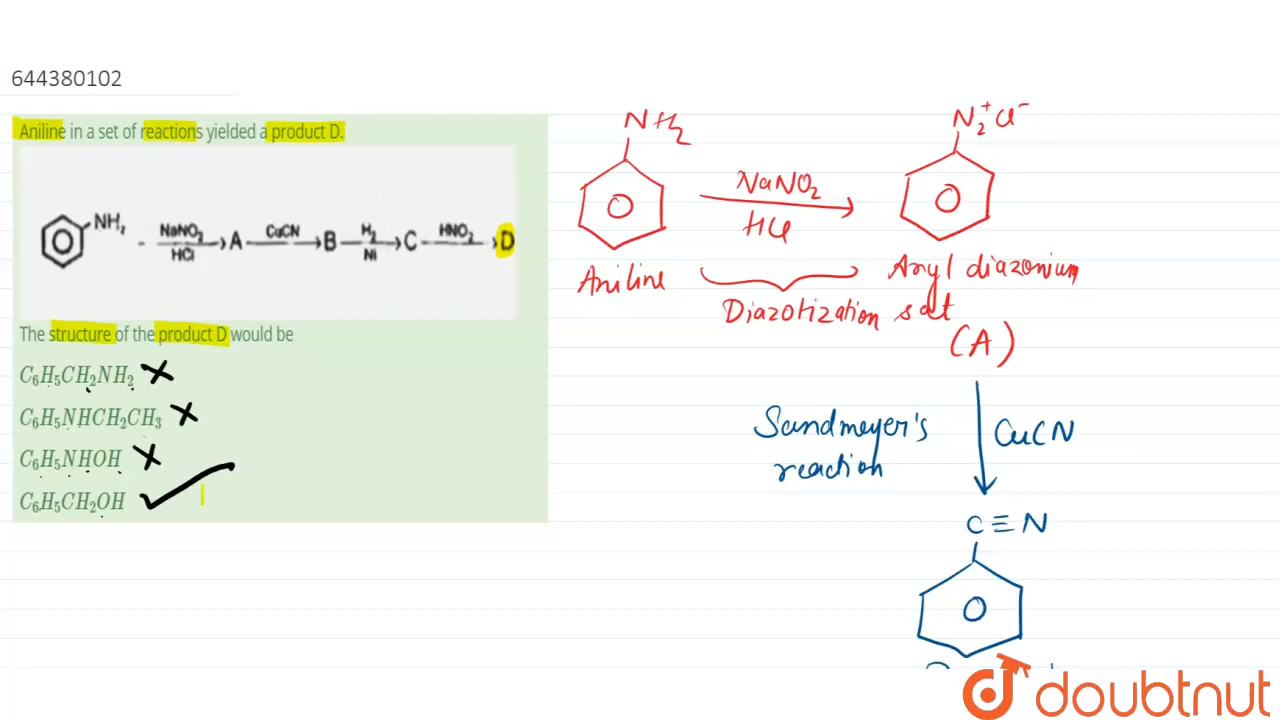 644380102
Aniline in a set of reactions yielded a product D.
NH₂ NaNO₂ HCl A CuCN B H₂ Ni C HNO₂ D
The structure of the product D would be
C₆H₅CH₂NH₂
C₆H₅NHCH₂CH₃
C₆H₅NHOH
C₆H₅CH₂OH
NH₂
NaNO₂
HCl
N₂⁺Cl⁻
Aniline
Diazotization
Aryl diazonium
salt
(A)
Sandmeyer's
reaction
CuCN
C≡N
doubtnut